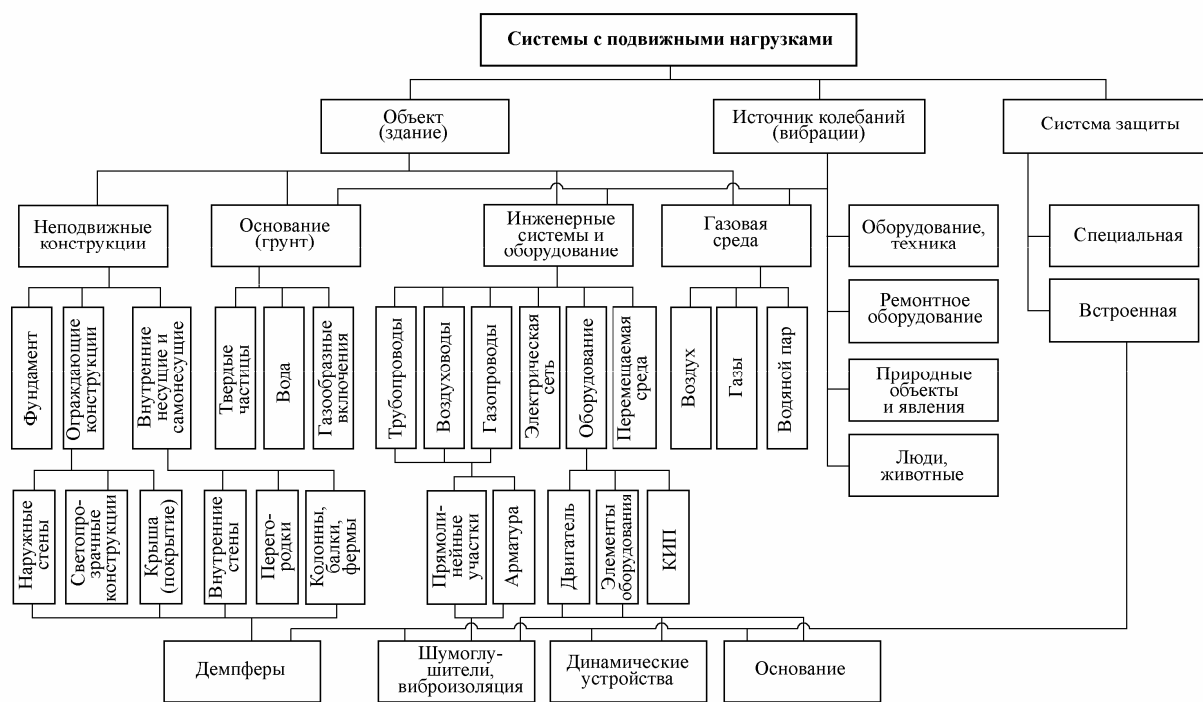 Системы с подвижными нагрузками
Объект
(здание)
Источник колебаний
(вибрации)
Система защиты
Неподвижные
конструкции
Основание
(грунт)
Инженерные
системы и
оборудование
Газовая
среда
Оборудование,
техника
Специальная
Ремонтное
оборудование
Встроенная
Природные
объекты
и явления
Люди,
животные
Фундамент
Ограждающие
конструкции
Внутренние
несущие и
самонесущие
Твердые
частицы
Вода
Газообразные
включения
Трубопроводы
Воздуховоды
Газопроводы
Электрическая
сеть
Оборудование
Перемещаемая
среда
Воздух
Газы
Водяной пар
Наружные
стены
Светопро-
зрачные
конструкции
Крыша
(покрытие)
Внутренние
стены
Перего-
родки
Колонны,
балки,
фермы
Прямоли-
нейные
участки
Арматура
Двигатель
Элементы
оборудования
КИП
Демпферы
Шумоглу-
шители,
виброизоляция
Динамические
устройства
Основание